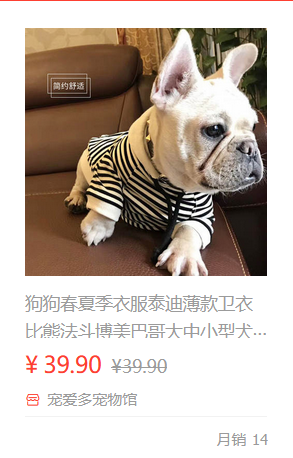 简约舒适
狗狗春夏季衣服泰迪薄款卫衣
比熊法斗博美巴哥大中小型犬...
¥ 39.90 ¥39.90
宠爱多宠物馆
月销 14